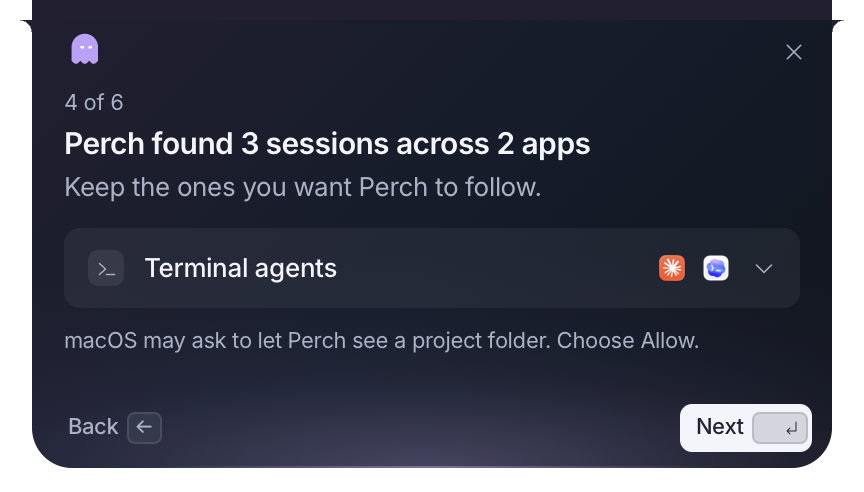 4 of 6
Perch found 3 sessions across 2 apps
Keep the ones you want Perch to follow.
Terminal agents
macOS may ask to let Perch see a project folder. Choose Allow.
Back
Next